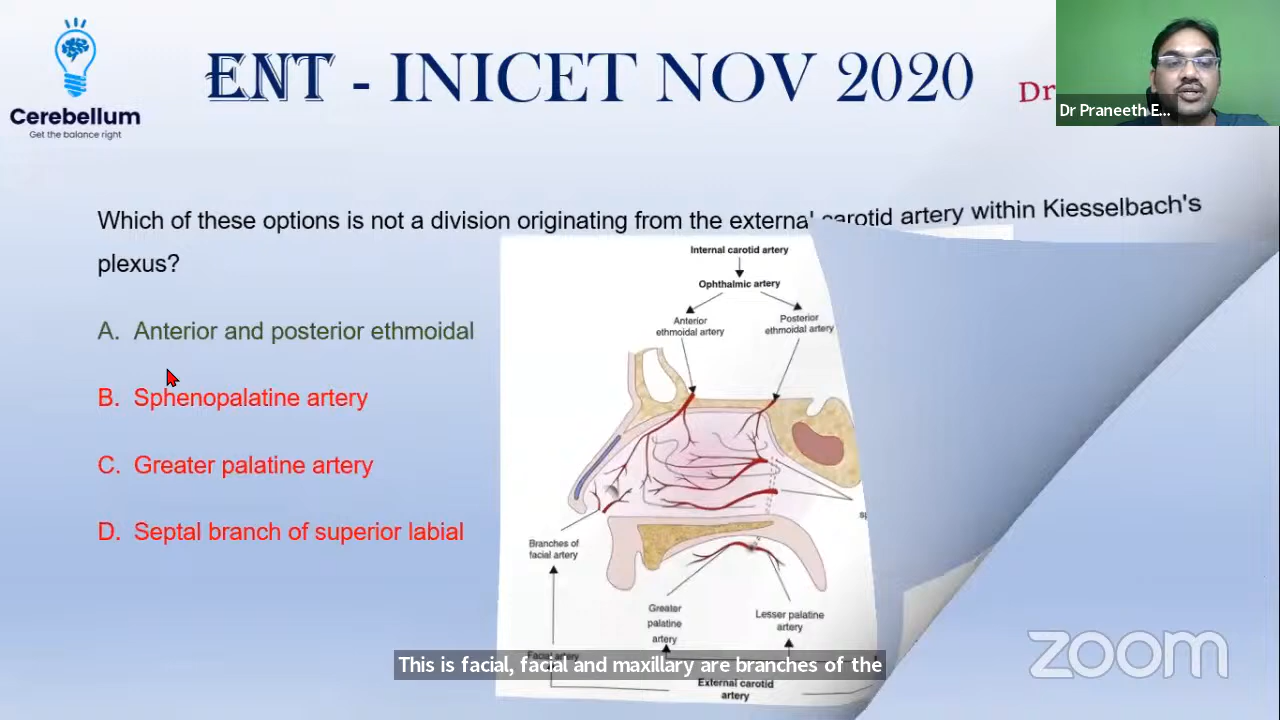 Cerebellum
Get the balance right
ENT - INICET NOV 2020
Dr
Dr Praneeth E...
Which of these options is not a division originating from the external carotid artery within Kiesselbach's
plexus?
A. Anterior and posterior ethmoidal
B. Sphenopalatine artery
C. Greater palatine artery
D. Septal branch of superior labial
Internal carotid artery
Ophthalmic artery
Anterior
ethmoidal artery
Posterior
ethmoidal artery
sp
Branches of
facial artery
Greater
palatine
artery
Lesser palatine
artery
Facial artery
This is facial, facial and maxillary are branches of the
External carotid
artery
zoom